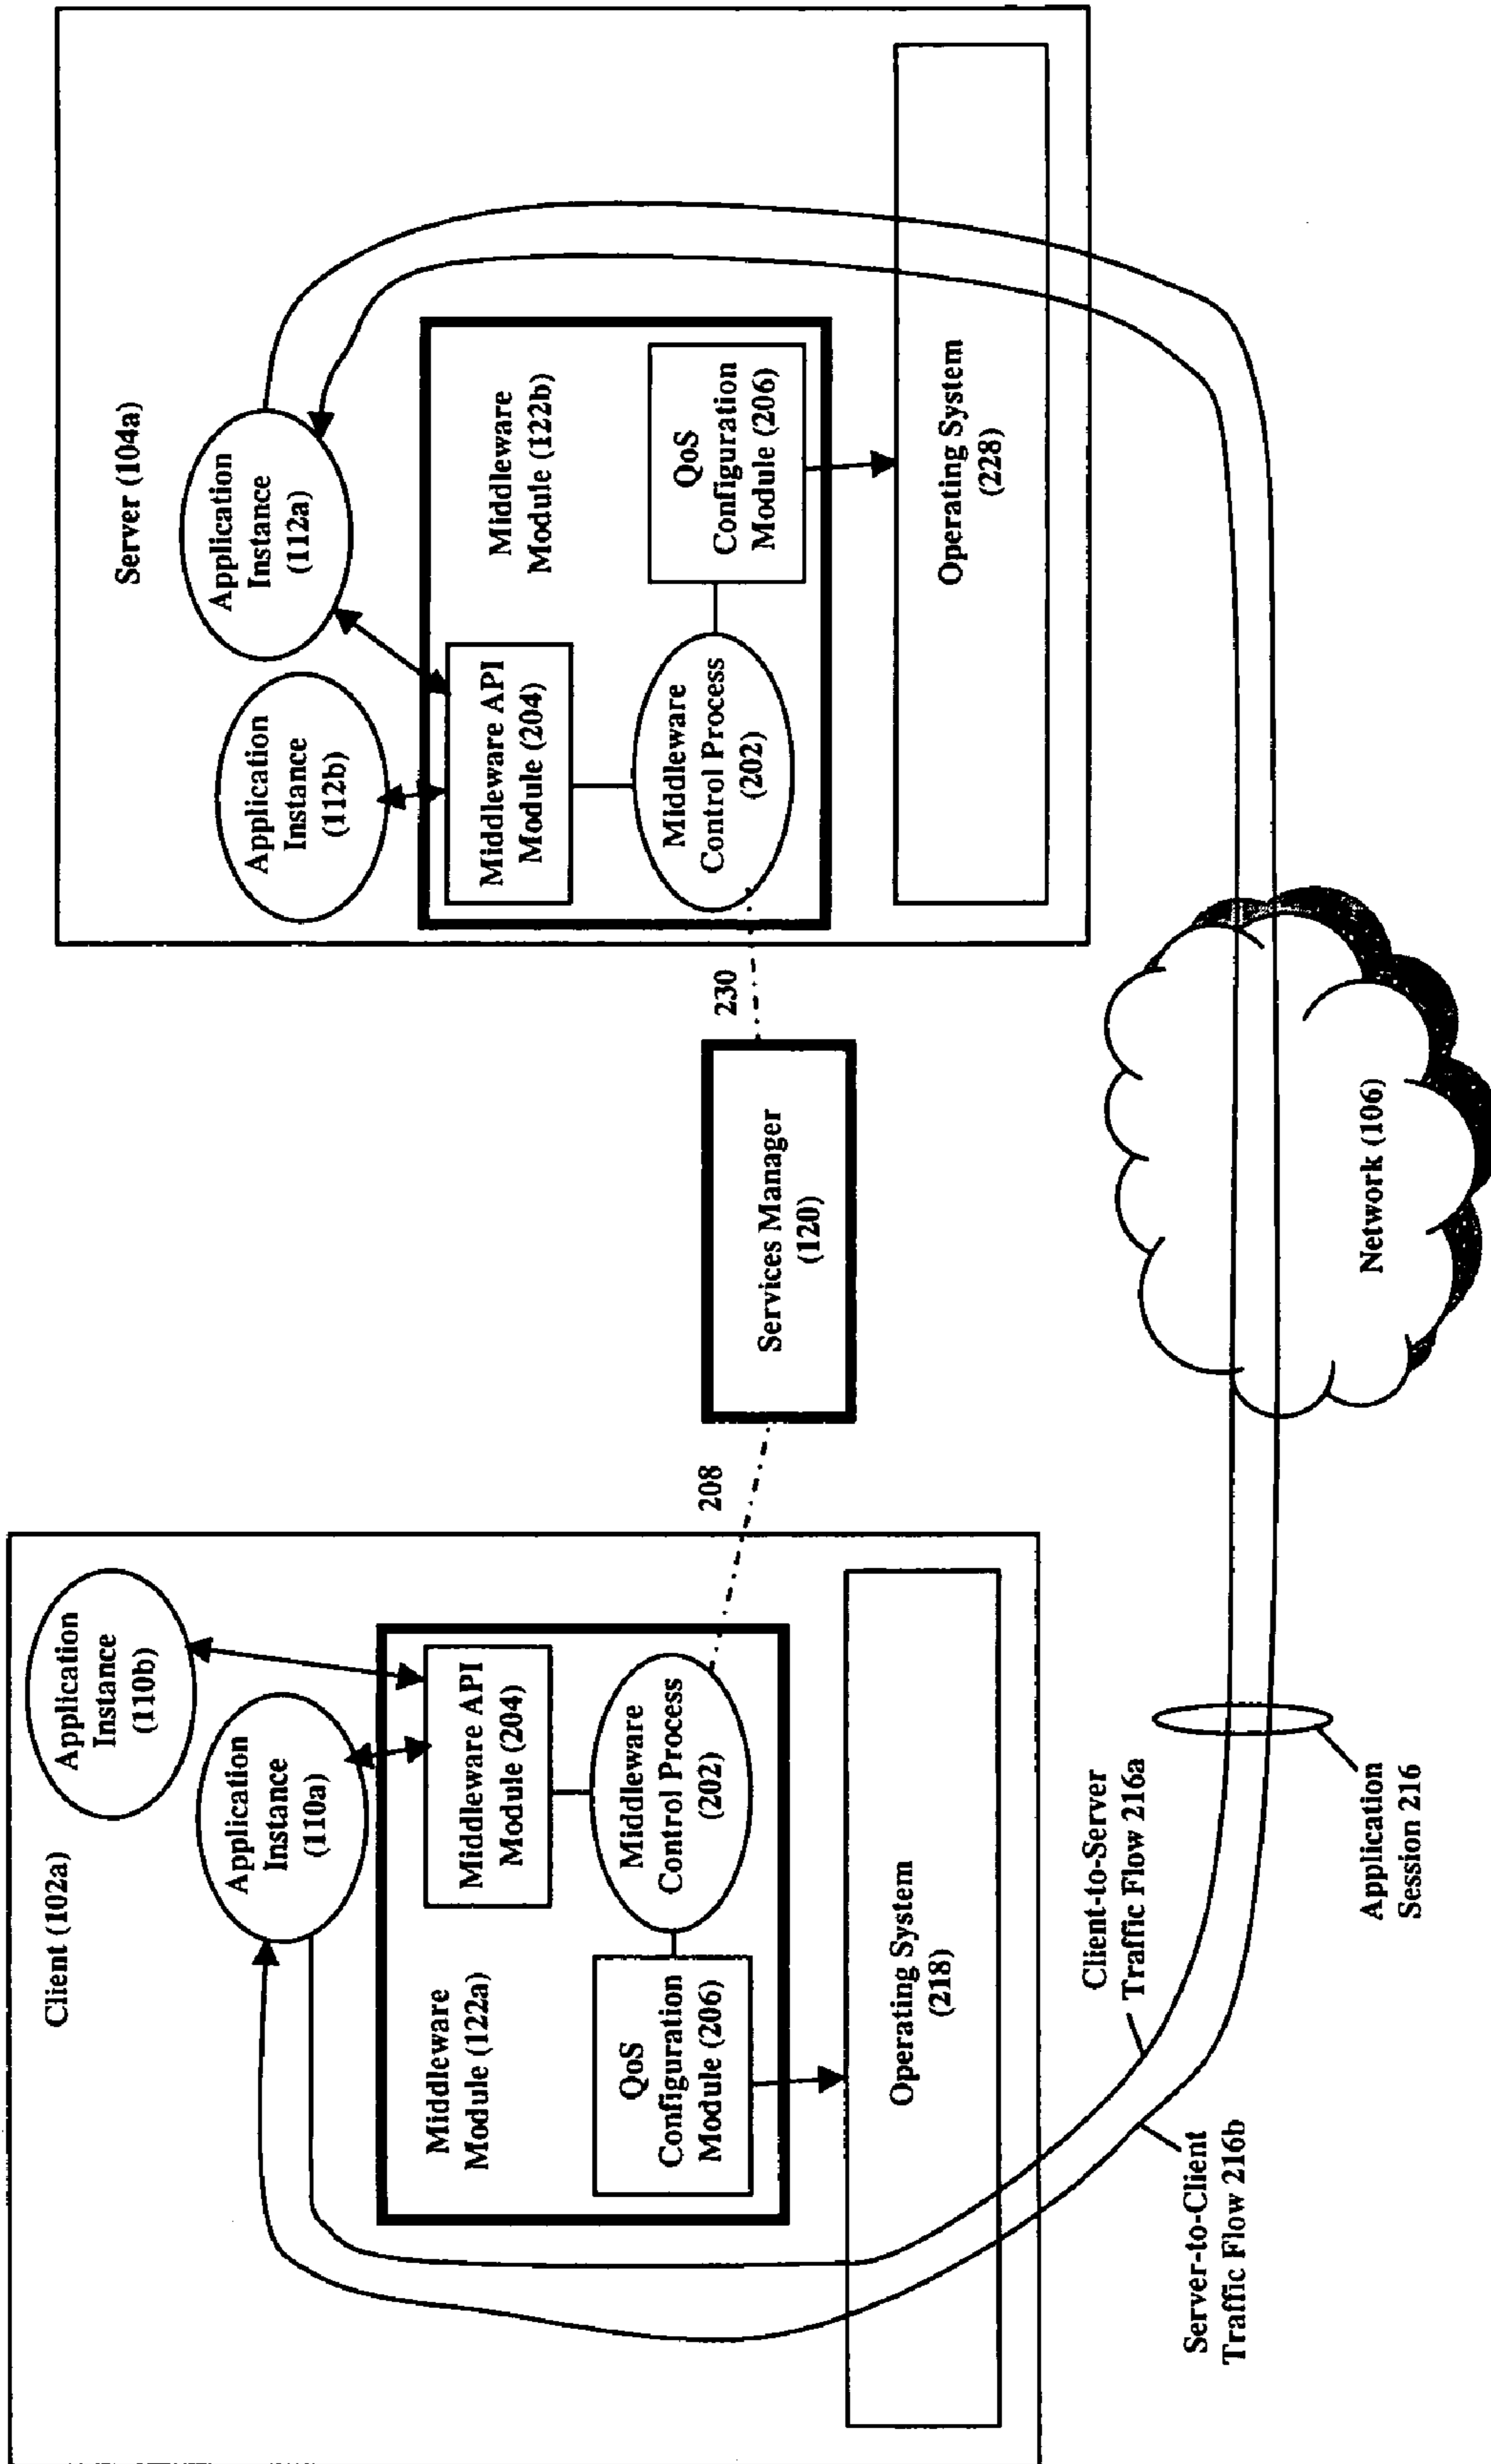 Client (102a)
Application
Instance
(110b)
Application
Instance
(110a)
Middleware
Module (122a)
Middleware API
Module (204)
Middleware
Control Process
(202)
QoS
Configuration
Module (206)
Operating System
(218)
208
Services Manager
(120)
230
Server (104a)
Application
Instance
(112a)
Application
Instance
(112b)
Middleware
Module (122b)
Middleware API
Module (204)
Middleware
Control Process
(202)
QoS
Configuration
Module (206)
Operating System
(228)
Client-to-Server
Traffic Flow 216a
Server-to-Client
Traffic Flow 216b
Application
Session 216
Network (106)